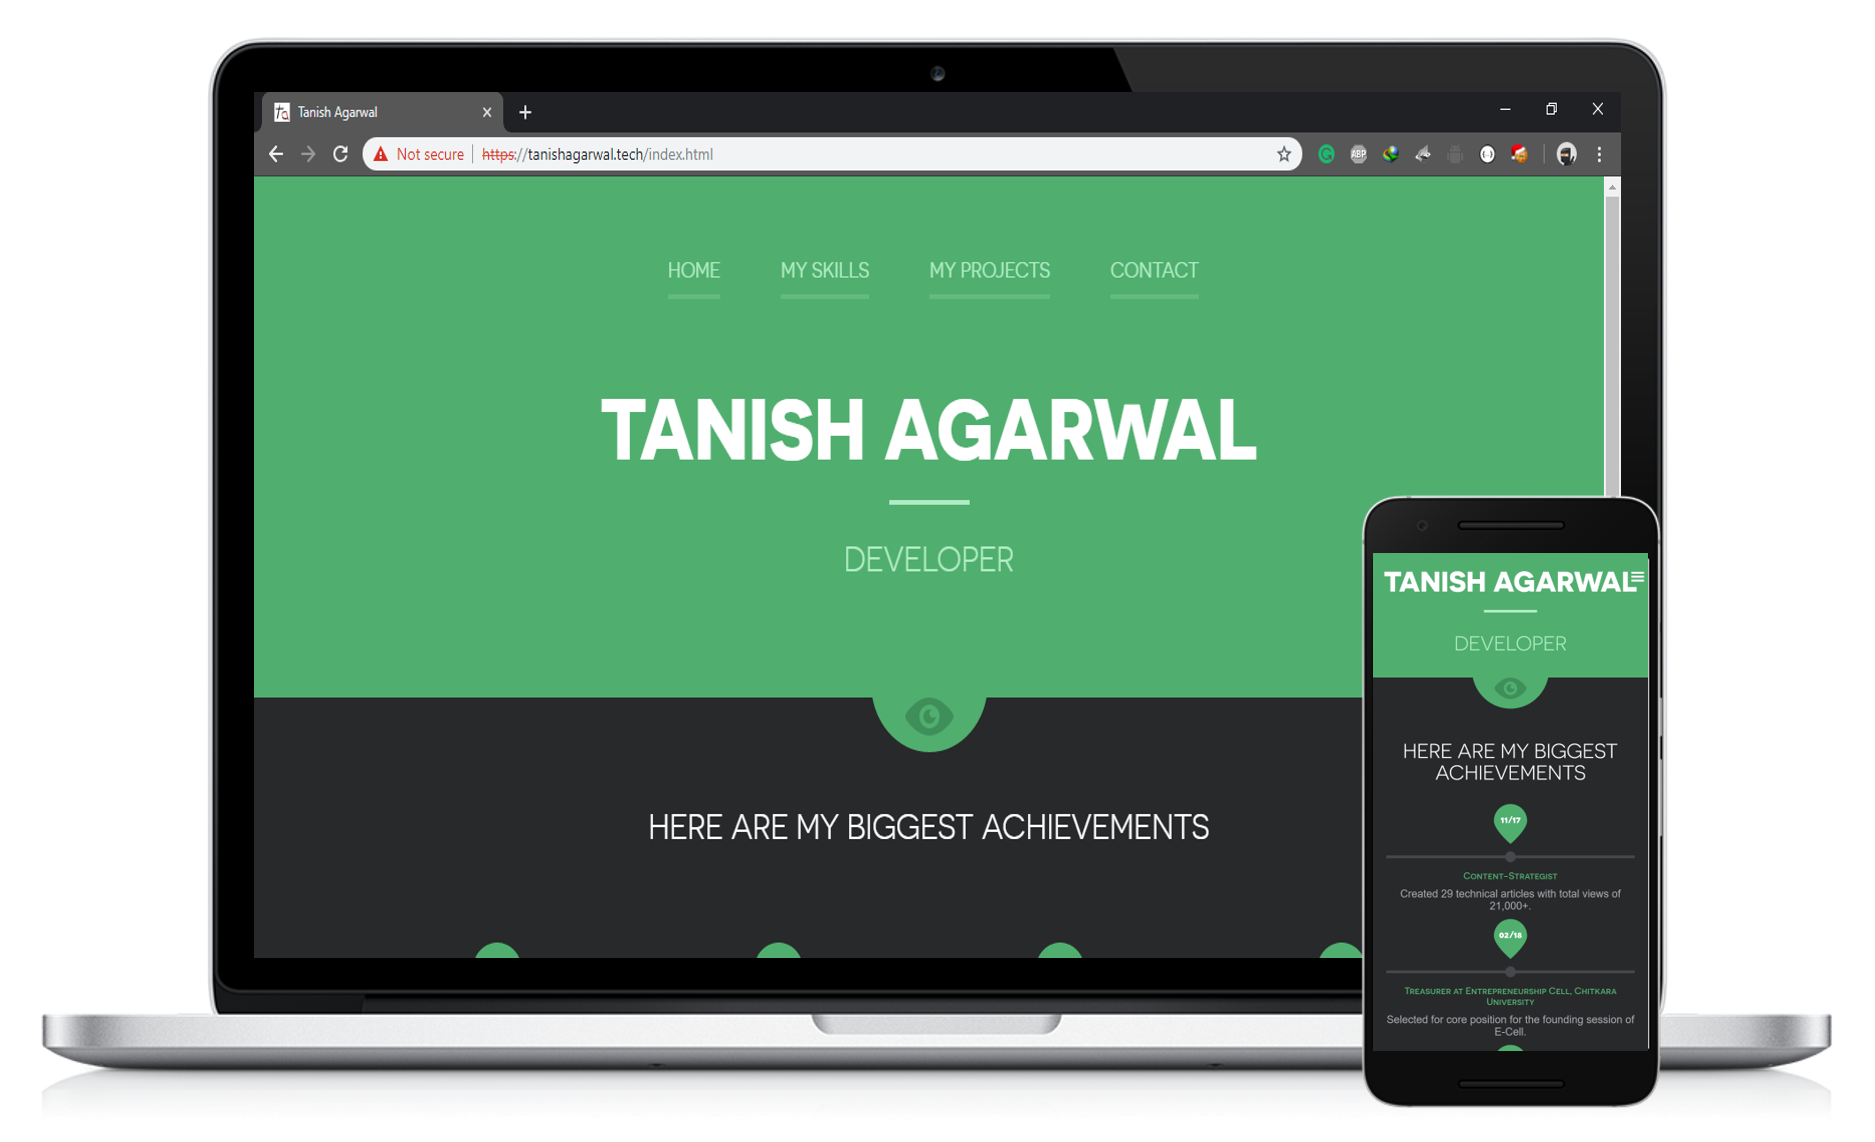 ta Tanish Agarwal
Not secure https://tanishagarwal.tech/index.html
ABP
HOME MY SKILLS MY PROJECTS CONTACT
TANISH AGARWAL
DEVELOPER
HERE ARE MY BIGGEST ACHIEVEMENTS
TANISH AGARWAL
DEVELOPER
HERE ARE MY BIGGEST
ACHIEVEMENTS
11/17
Content-Strategist
Created 29 technical articles with total views of
21,000+.
02/18
Treasurer at Entrepreneurship Cell, Chitkara
University
Selected for core position for the founding session of
E-Cell.